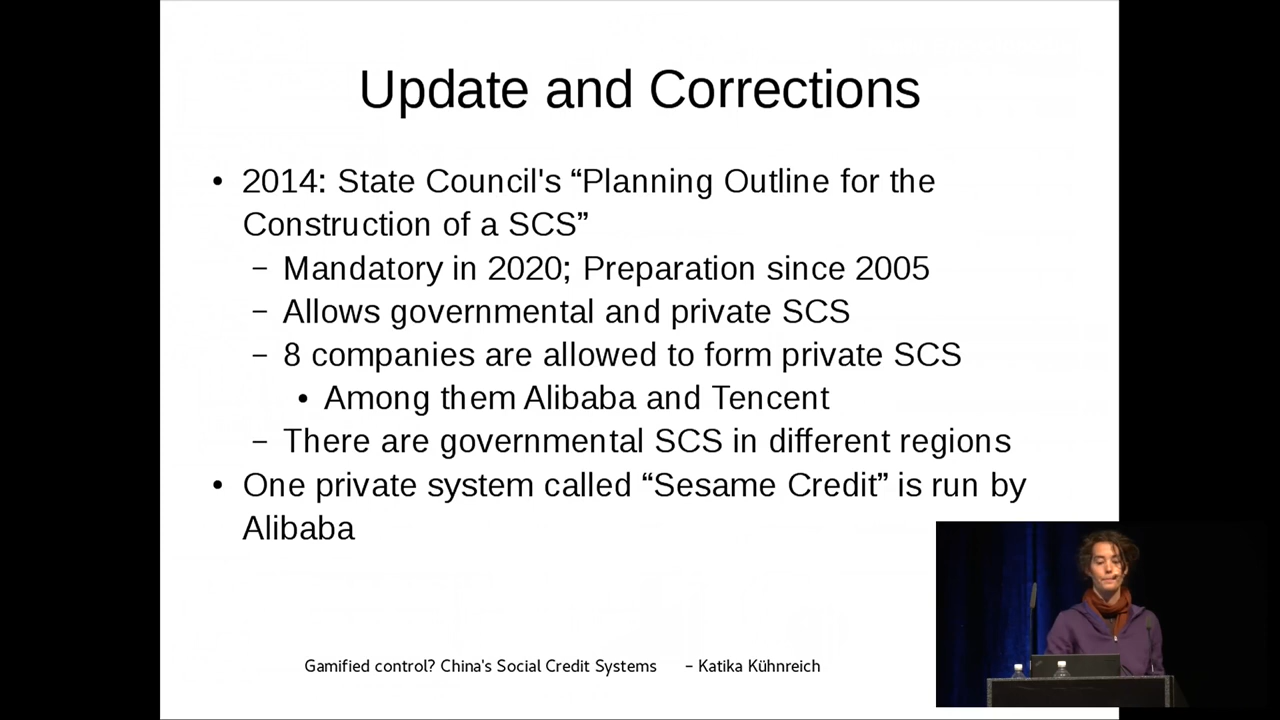 Update and Corrections
• 2014: State Council's “Planning Outline for the
Construction of a SCS”
– Mandatory in 2020; Preparation since 2005
– Allows governmental and private SCS
– 8 companies are allowed to form private SCS
• Among them Alibaba and Tencent
– There are governmental SCS in different regions
• One private system called “Sesame Credit” is run by
Alibaba
Gamified control? China's Social Credit Systems – Katika Kühnreich